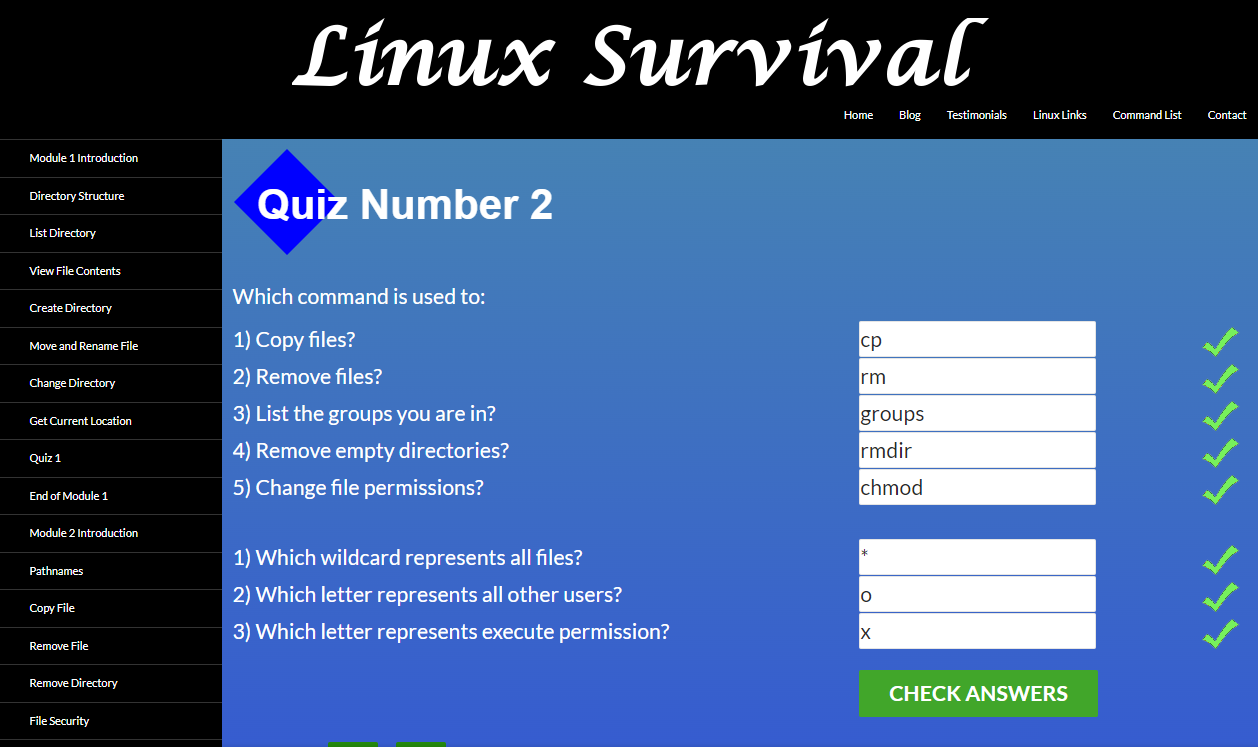 Linux Survival
Home Blog Testimonials Linux Links Command List Contact
Module 1 Introduction
Directory Structure
List Directory
View File Contents
Create Directory
Move and Rename File
Change Directory
Get Current Location
Quiz 1
End of Module 1
Module 2 Introduction
Pathnames
Copy File
Remove File
Remove Directory
File Security
Quiz Number 2
Which command is used to:
1) Copy files? cp
2) Remove files? rm
3) List the groups you are in? groups
4) Remove empty directories? rmdir
5) Change file permissions? chmod
1) Which wildcard represents all files? *
2) Which letter represents all other users? o
3) Which letter represents execute permission? x
CHECK ANSWERS